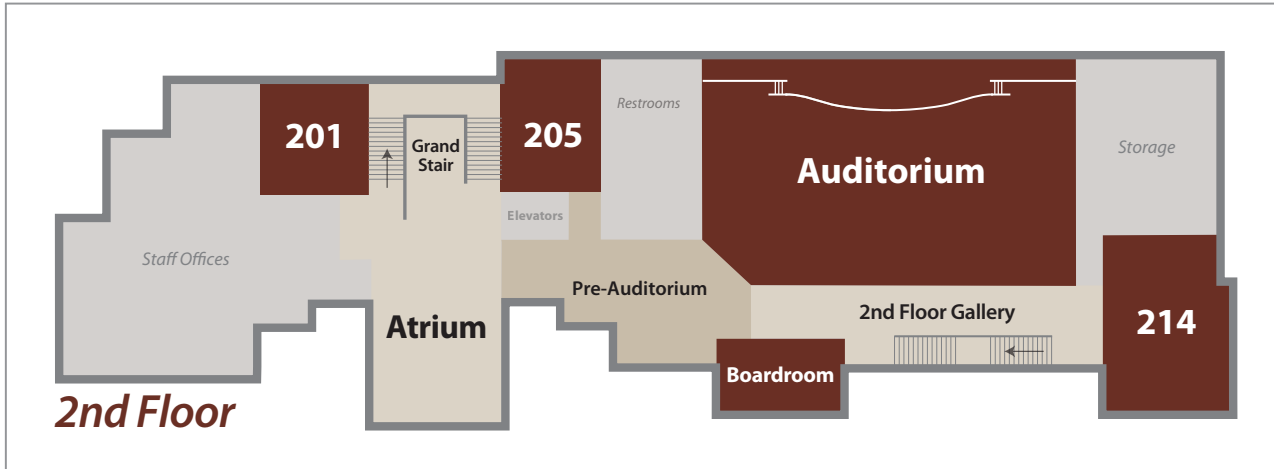 201
Grand
Stair
205
Restrooms
Auditorium
Storage
Elevators
Staff Offices
Pre-Auditorium
Atrium
2nd Floor Gallery
214
Boardroom
2nd Floor